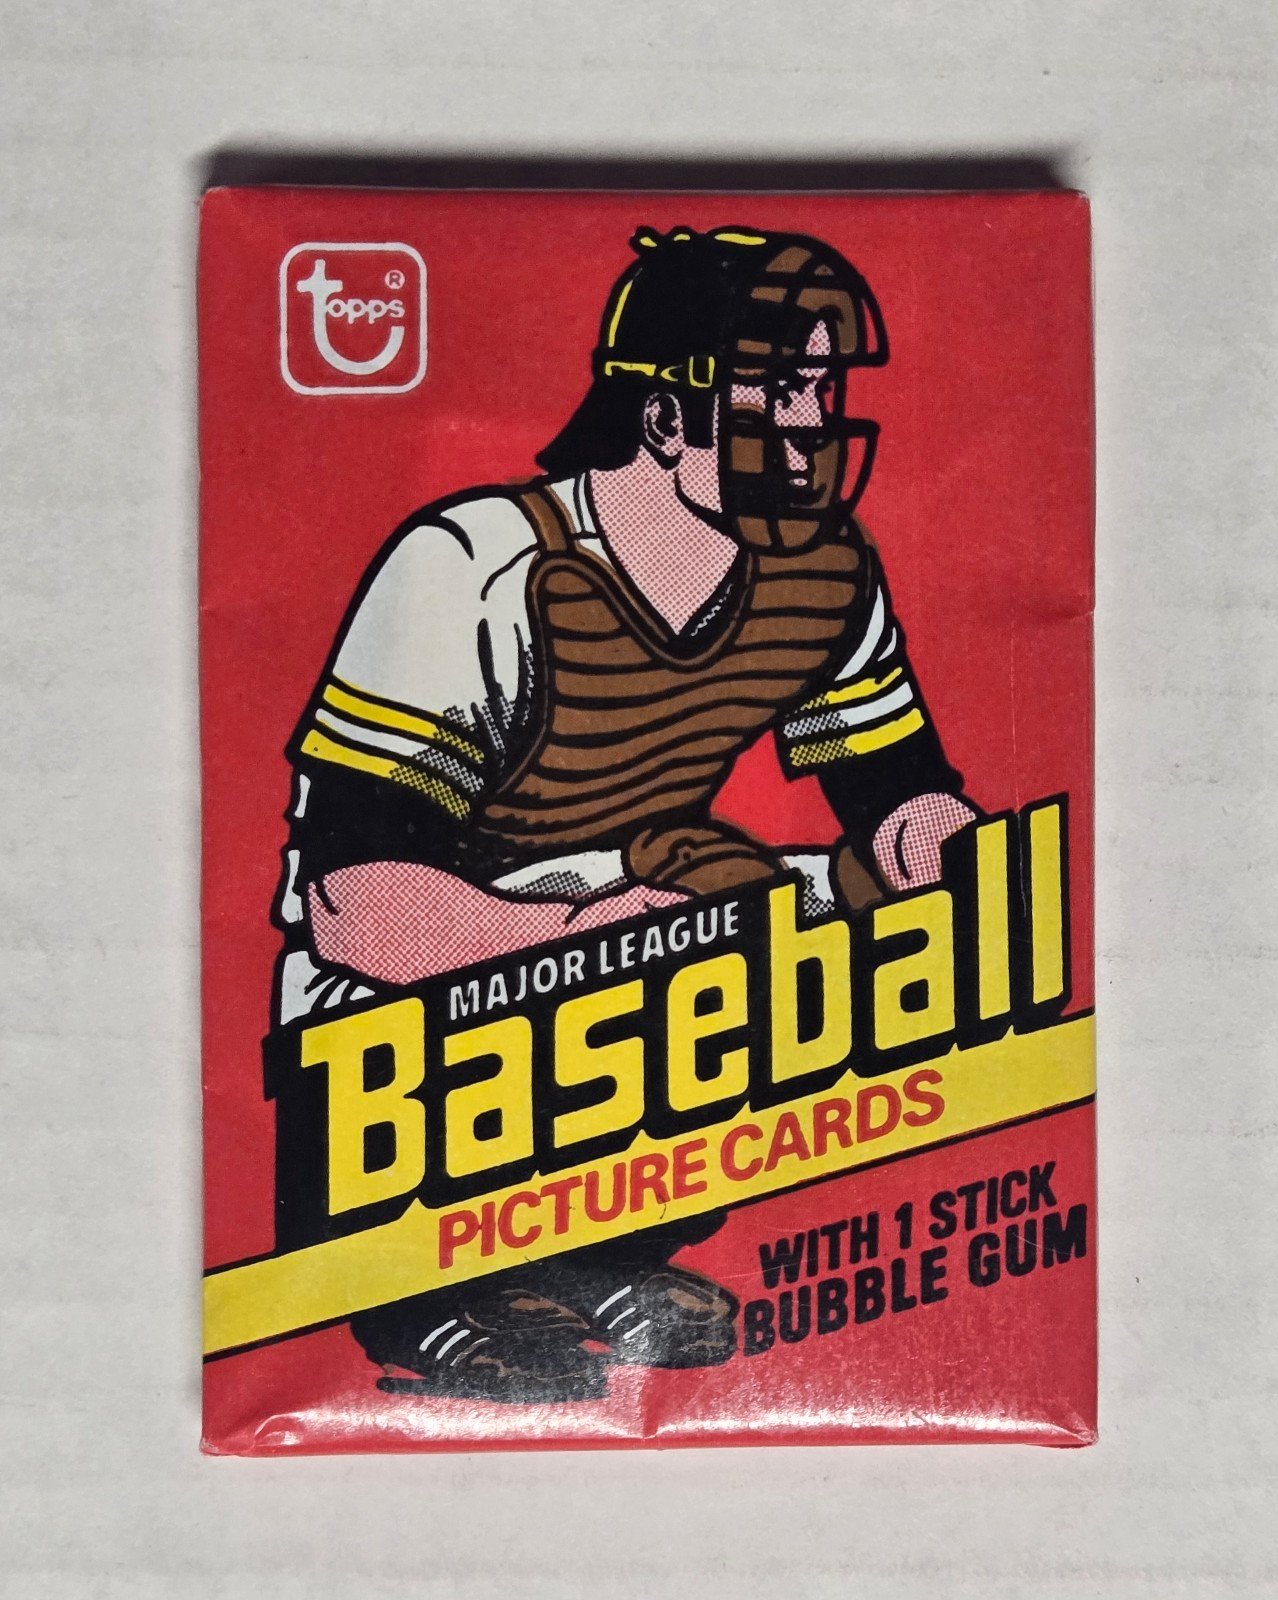 topps®
MAJOR LEAGUE
Baseball
PICTURE CARDS
WITH 1 STICK
BUBBLE GUM